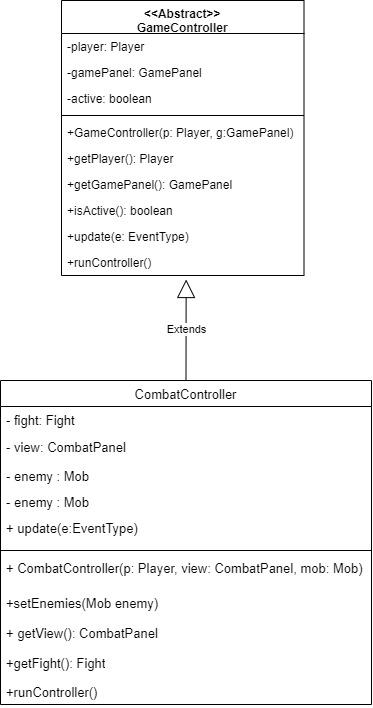 <<Abstract>>
GameController
-player: Player
-gamePanel: GamePanel
-active: boolean
+GameController(p: Player, g:GamePanel)
+getPlayer(): Player
+getGamePanel(): GamePanel
+isActive(): boolean
+update(e: EventType)
+runController()
Extends
CombatController
- fight: Fight
- view: CombatPanel
- enemy : Mob
- enemy : Mob
+ update(e:EventType)
+ CombatController(p: Player, view: CombatPanel, mob: Mob)
+setEnemies(Mob enemy)
+ getView(): CombatPanel
+getFight(): Fight
+runController()